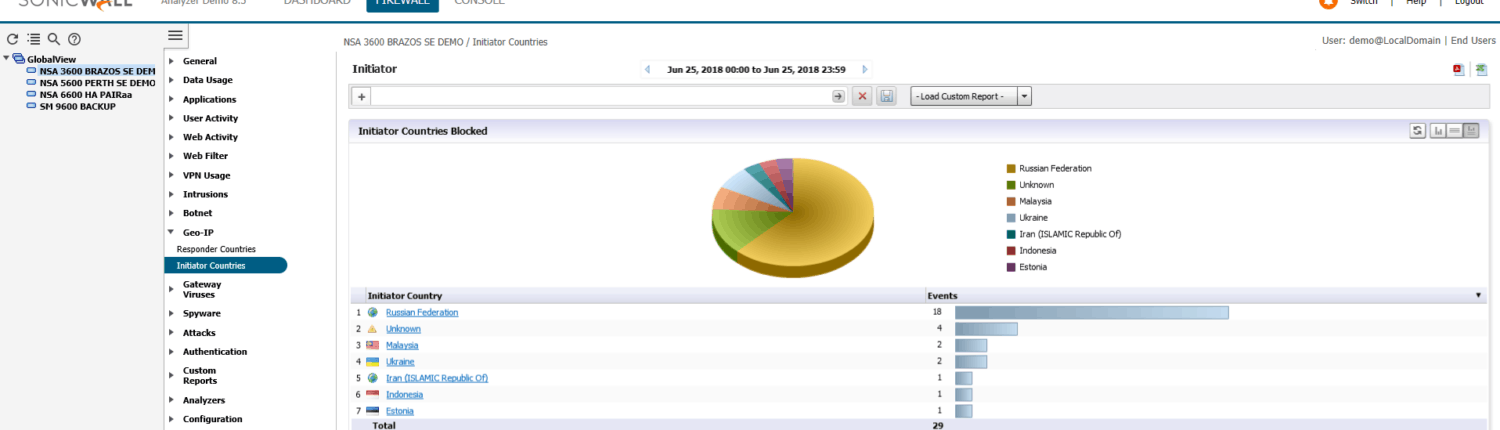 SONICWALL Analyzer Demo 8.5 DASHBOARD FIREWALL CONSOLE Switch | Help | Logout
NSA 3600 BRAZOS SE DEMO / Initiator Countries User: demo@LocalDomain | End Users
GlobalView
NSA 3600 BRAZOS SE DEM
NSA 5600 PERTH SE DEMO
NSA 6600 HA PAIRaa
SM 9600 BACKUP
General
Data Usage
Applications
User Activity
Web Activity
Web Filter
VPN Usage
Intrusions
Botnet
Geo-IP
Responder Countries
Initiator Countries
Gateway
Viruses
Spyware
Attacks
Authentication
Custom
Reports
Analyzers
Configuration
Initiator Jun 25, 2018 00:00 to Jun 25, 2018 23:59
- Load Custom Report -
Initiator Countries Blocked
Russian Federation
Unknown
Malaysia
Ukraine
Iran (ISLAMIC Republic Of)
Indonesia
Estonia
Initiator Country Events
1 Russian Federation 18
2 Unknown 4
3 Malaysia 2
4 Ukraine 2
5 Iran (ISLAMIC Republic Of) 1
6 Indonesia 1
7 Estonia 1
Total 29